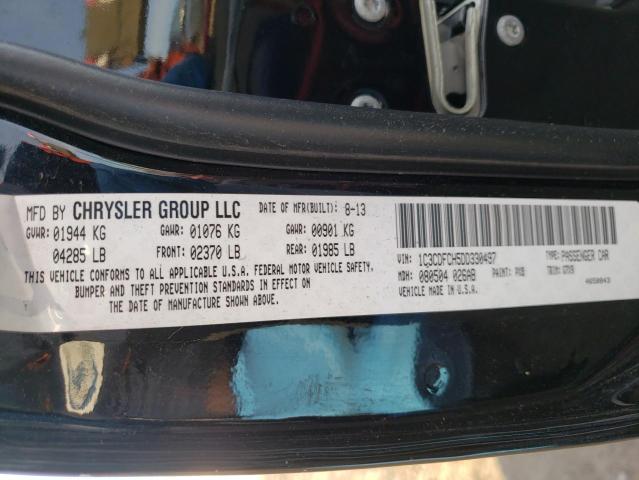 MFD BY CHRYSLER GROUP LLC DATE OF MFR(BUILT): 8-13
GVWR: 01944 KG GAWR: 01076 KG GAWR: 00901 KG
04285 LB FRONT: 02370 LB REAR: 01985 LB
THIS VEHICLE CONFORMS TO ALL APPLICABLE U.S.A. FEDERAL MOTOR VEHICLE SAFETY,
BUMPER AND THEFT PREVENTION STANDARDS IN EFFECT ON
THE DATE OF MANUFACTURE SHOWN ABOVE.
VIN: 1C3CDFCH5DD330497 TYPE: PASSENGER CAR
MDH: 080504 026AB PAINT: PXB TRIM:
VEHICLE MADE IN U.S.A.